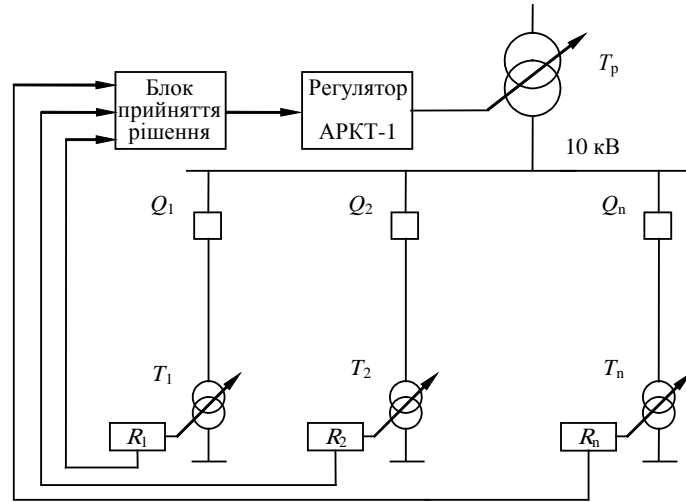 Блок
прийняття
рішення
Регулятор
АРКТ-1
Tр
10 кВ
Q1
Q2
Qn
T1
T2
Tn
R1
R2
Rn